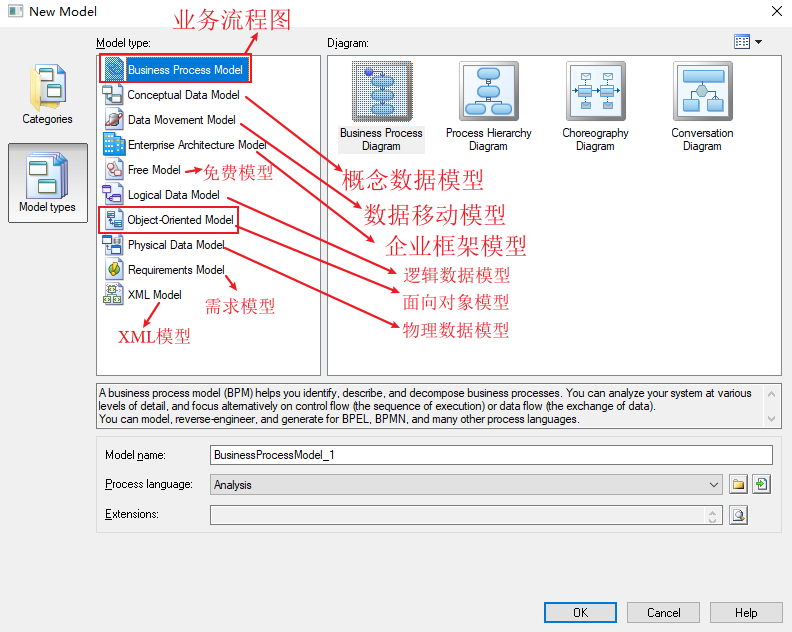 New Model
业务流程图
Model type:
Diagram:
Categories
Model types
Business Process Model
Conceptual Data Model
Data Movement Model
Enterprise Architecture Model
Free Model
免费模型
Logical Data Model
Object-Oriented Model
Physical Data Model
Requirements Model
XML Model
需求模型
XML模型
Business Process
Diagram
Process Hierarchy
Diagram
Choreography
Diagram
Conversation
Diagram
概念数据模型
数据移动模型
企业框架模型
逻辑数据模型
面向对象模型
物理数据模型
A business process model (BPM) helps you identify, describe, and decompose business processes. You can analyze your system at various
levels of detail, and focus alternatively on control flow (the sequence of execution) or data flow (the exchange of data).
You can model, reverse-engineer, and generate for BPEL, BPMN, and many other process languages.
Model name:
BusinessProcessModel_1
Process language:
Analysis
Extensions:
OK
Cancel
Help